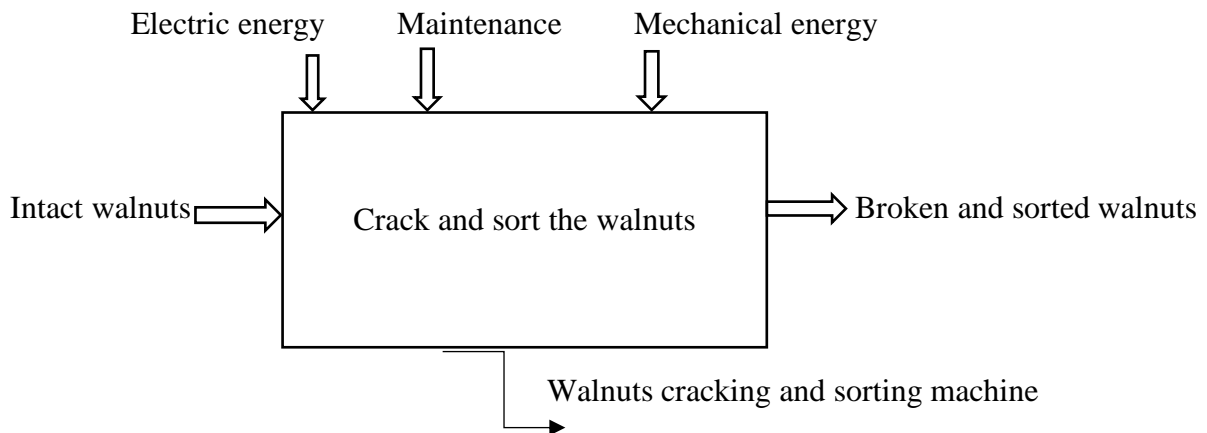 Electric energy Maintenance Mechanical energy
Intact walnuts Crack and sort the walnuts Broken and sorted walnuts
Walnuts cracking and sorting machine